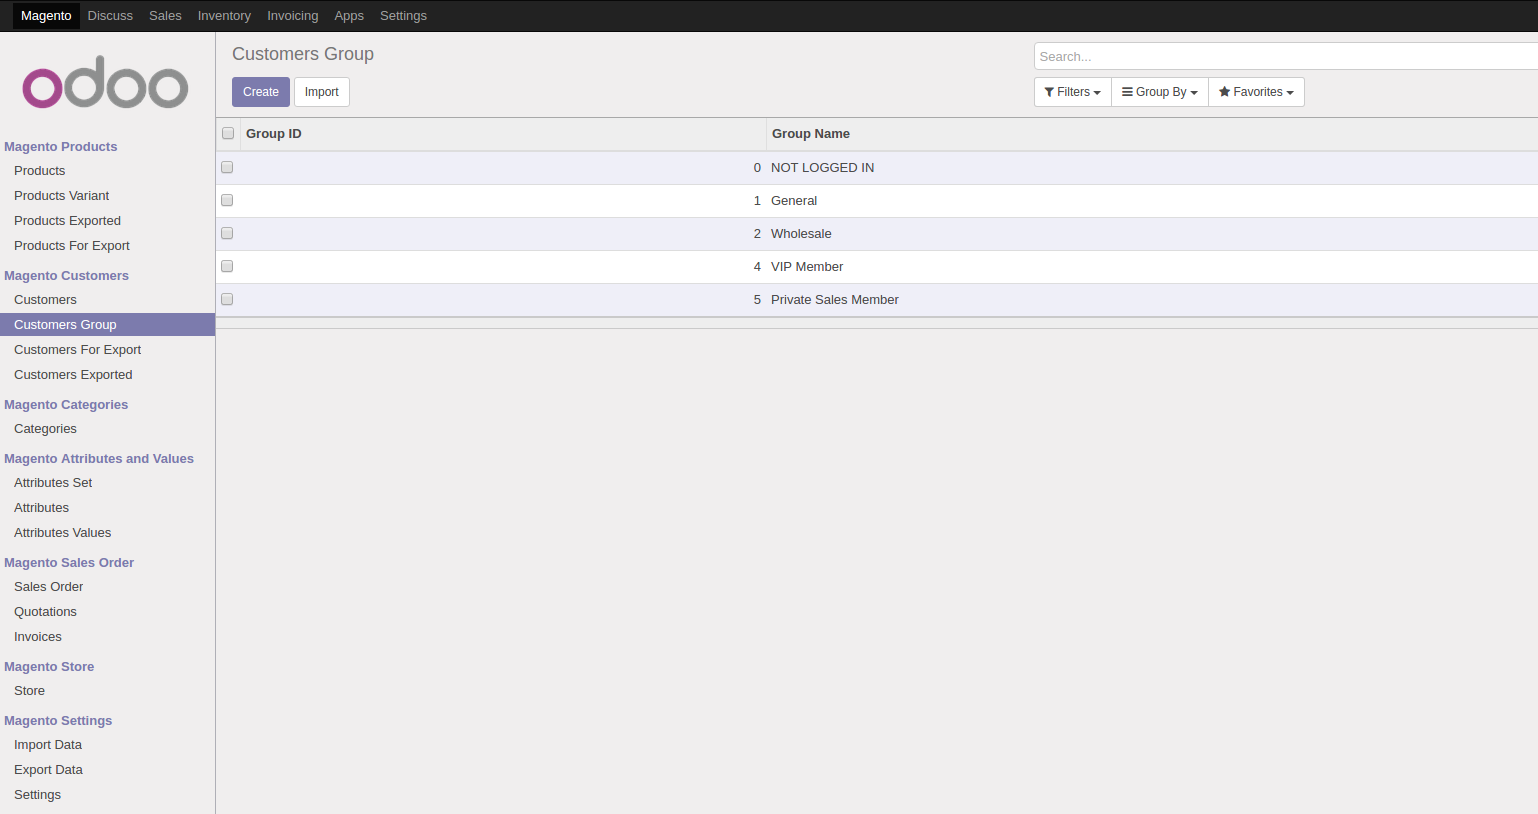 Magento Discuss Sales Inventory Invoicing Apps Settings
odoo
Magento Products
Products
Products Variant
Products Exported
Products For Export
Magento Customers
Customers
Customers Group
Customers For Export
Customers Exported
Magento Categories
Categories
Magento Attributes and Values
Attributes Set
Attributes
Attributes Values
Magento Sales Order
Sales Order
Quotations
Invoices
Magento Store
Store
Magento Settings
Import Data
Export Data
Settings
Customers Group
Search...
Create Import
Filters Group By Favorites
Group ID Group Name
0 NOT LOGGED IN
1 General
2 Wholesale
4 VIP Member
5 Private Sales Member